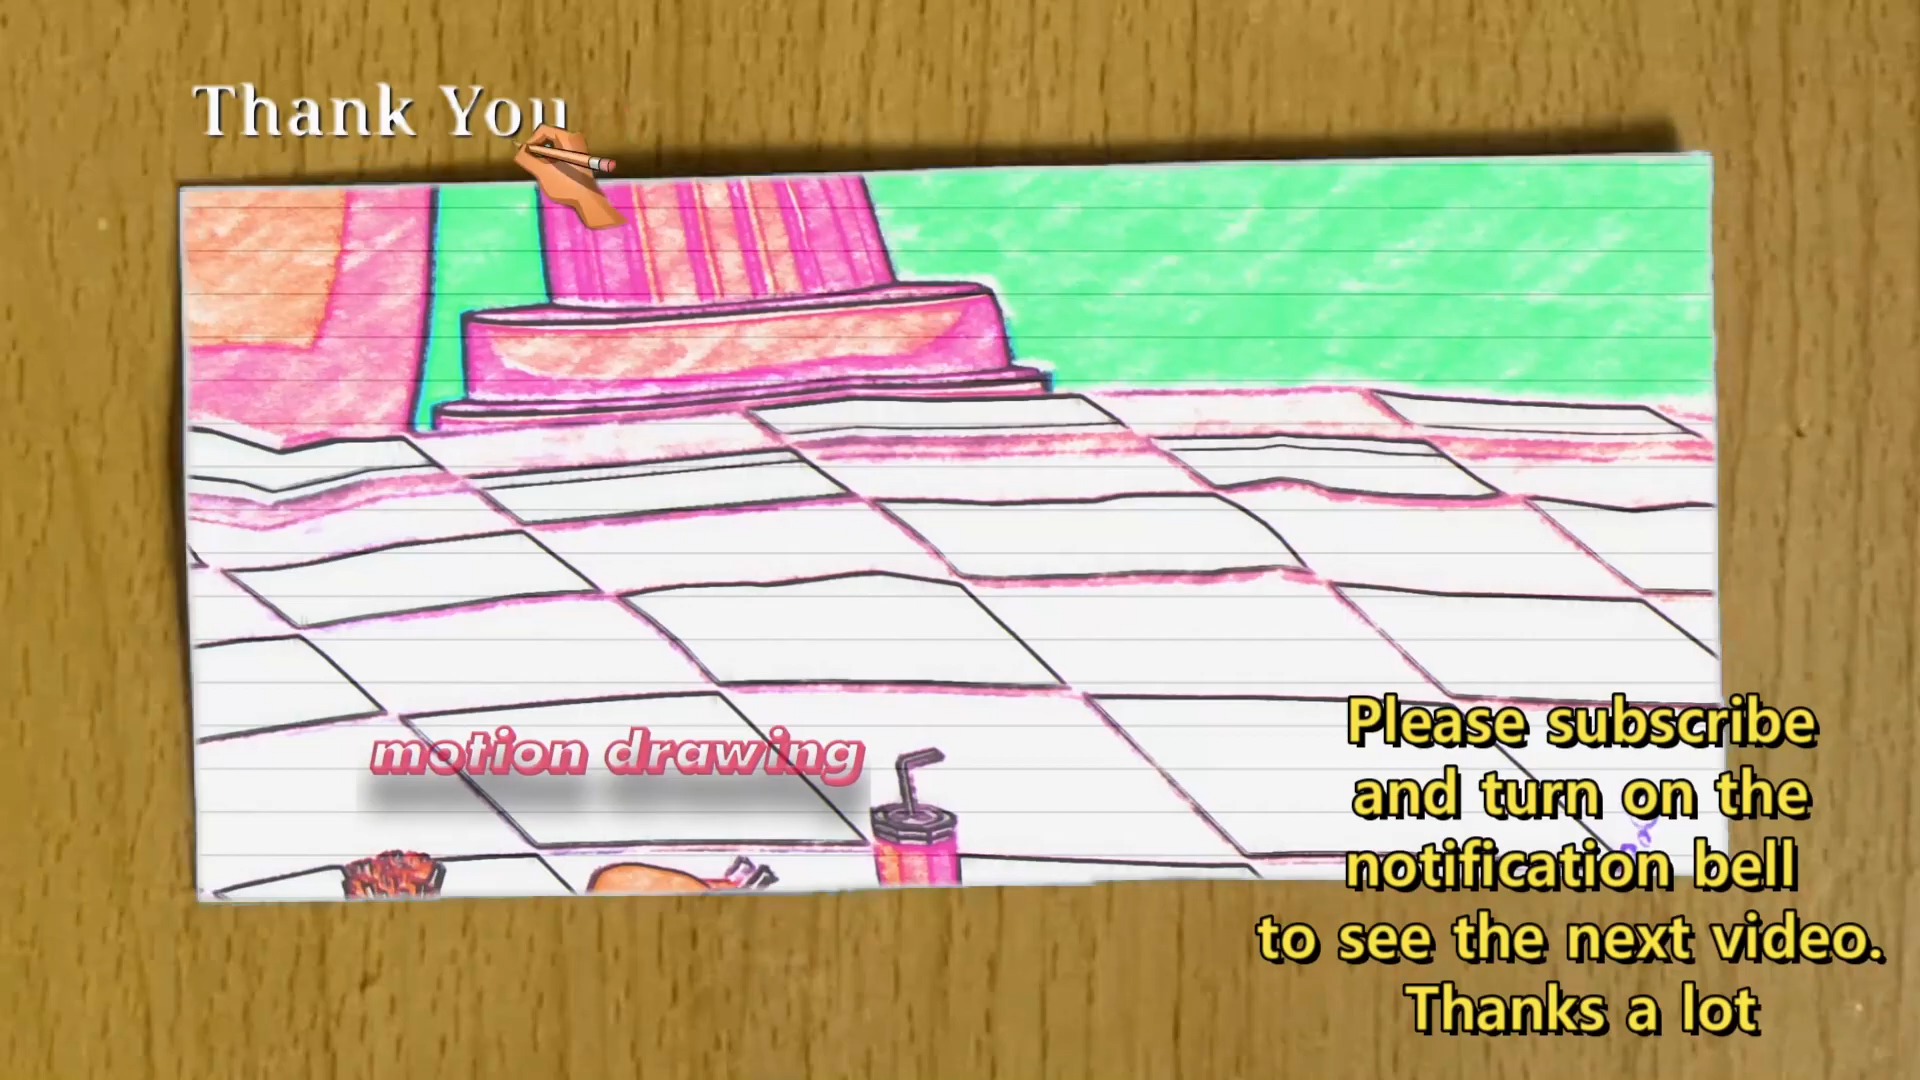 Thank You
motion drawing
Please subscribe
and turn on the
notification bell
to see the next video.
Thanks a lot